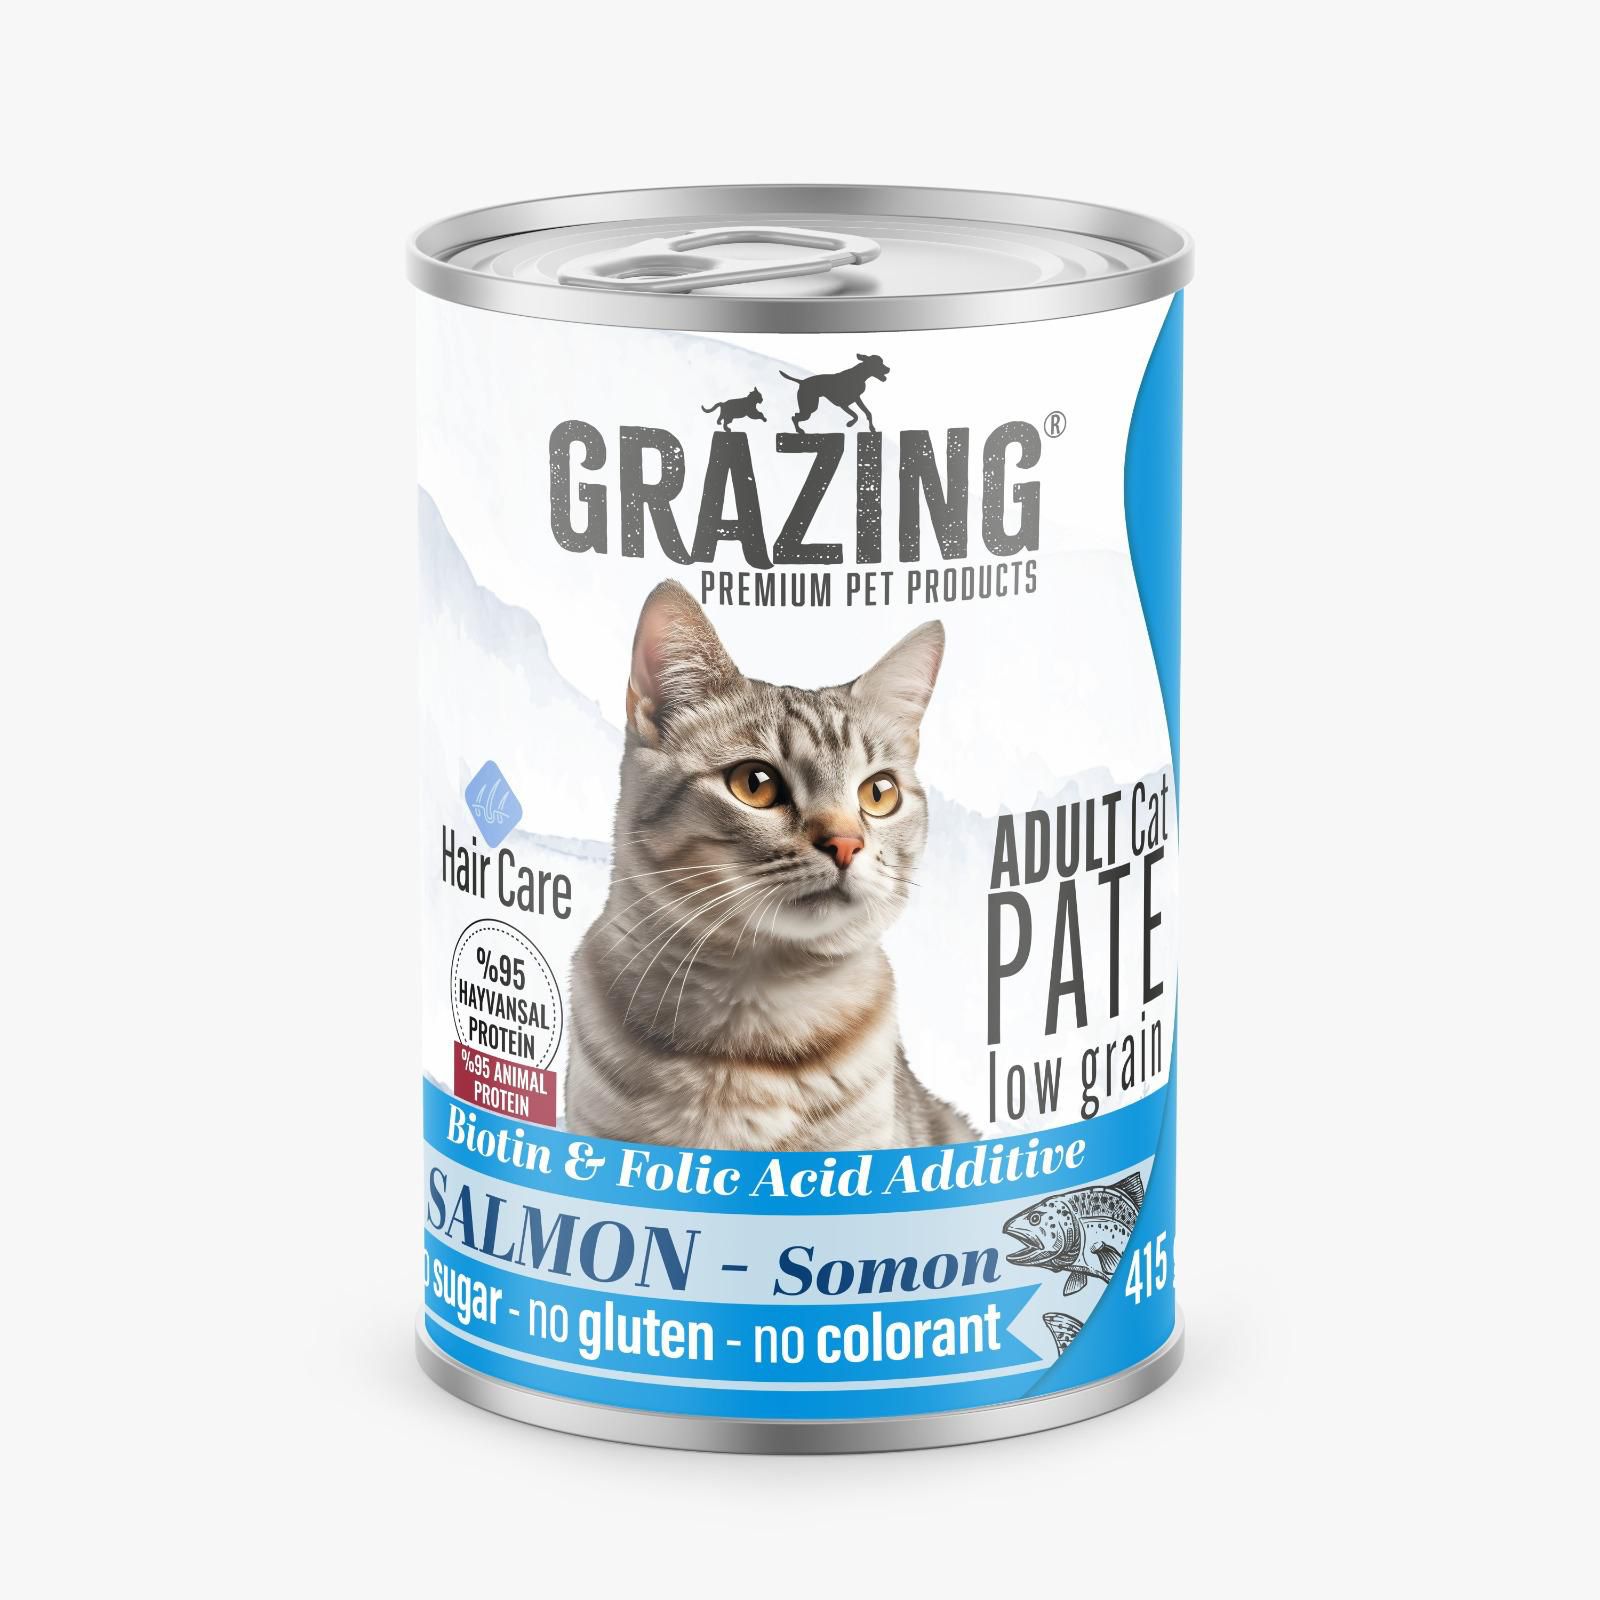 GRAZING®
PREMIUM PET PRODUCTS
Hair Care
ADULT Cat
PATE
low grain
%95
HAYVANSAL
PROTEİN
%95 ANIMAL
PROTEIN
Biotin & Folic Acid Additive
SALMON - Somon
sugar - no gluten - no colorant
415